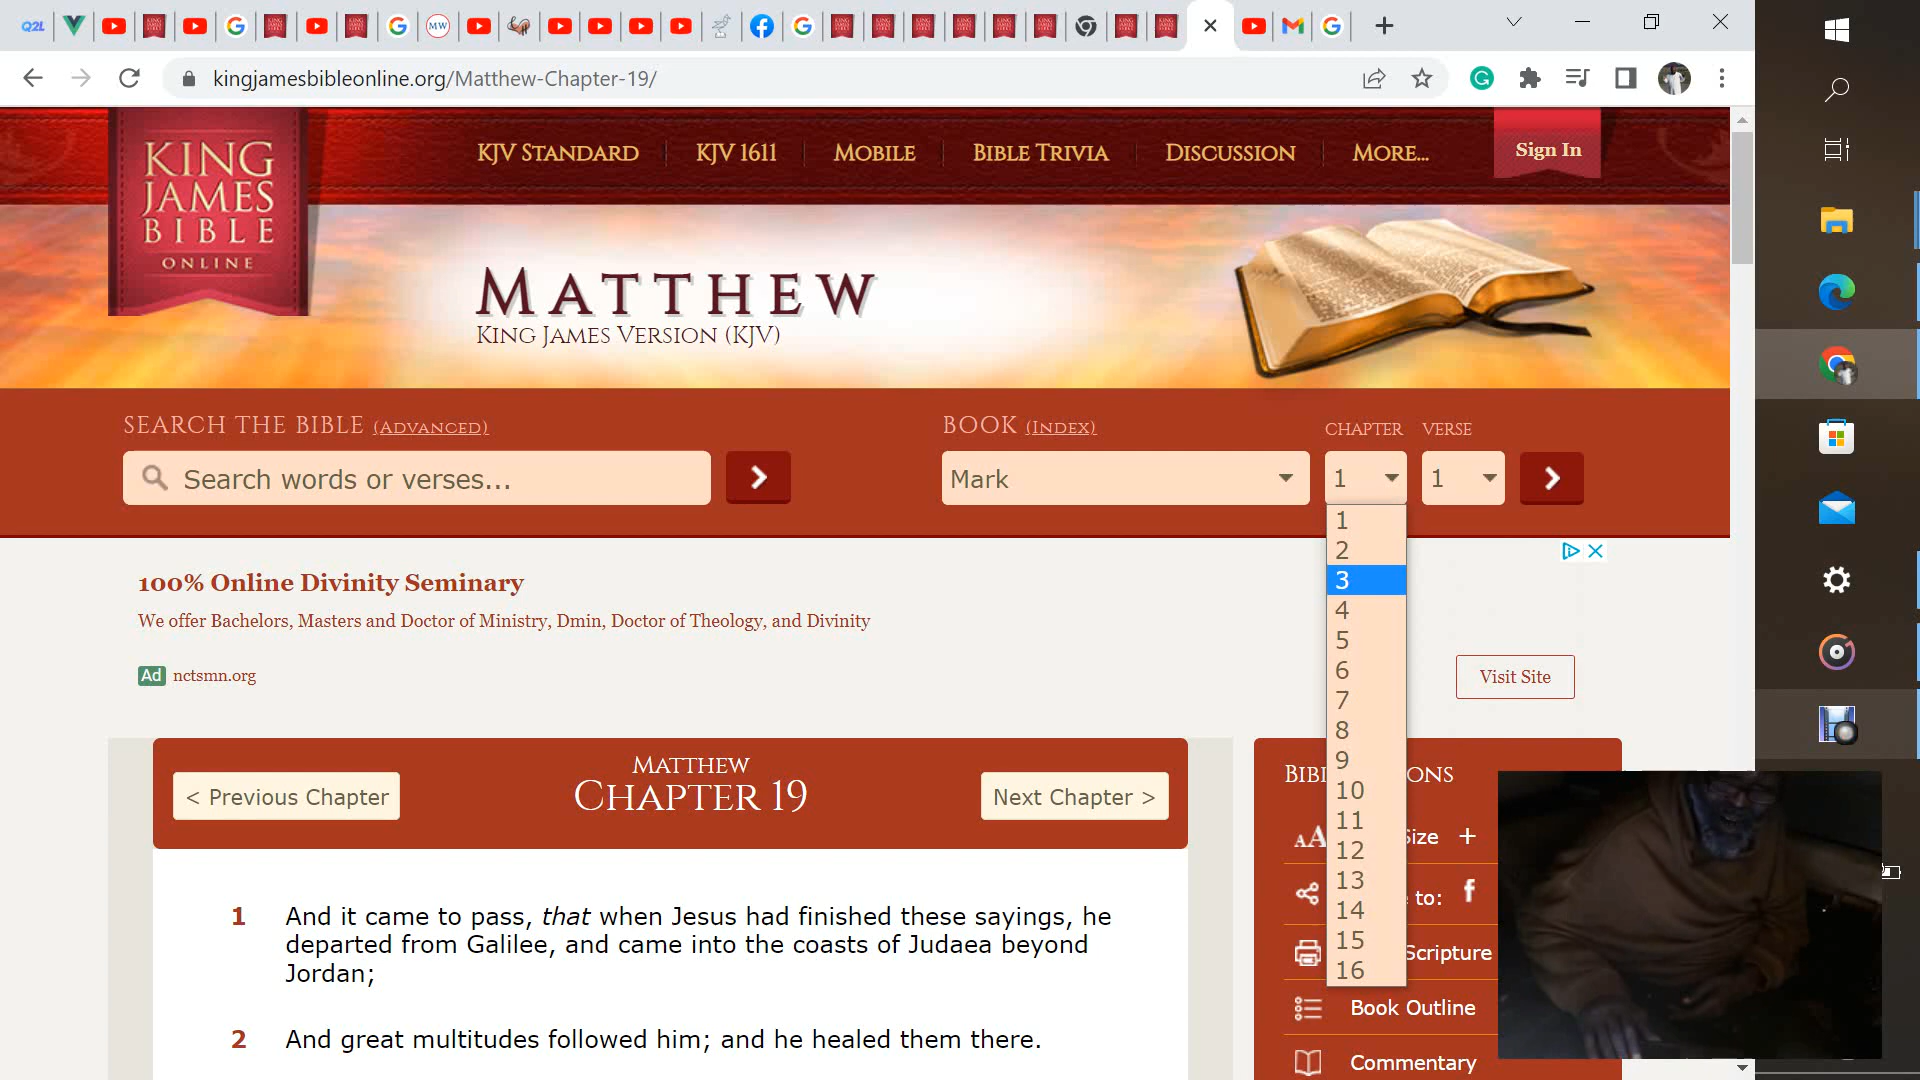 Q2L
MW
kingjamesbibleonline.org/Matthew-Chapter-19/
KING
JAMES
BIBLE
ONLINE
KJV STANDARD
KJV 1611
MOBILE
BIBLE TRIVIA
DISCUSSION
MORE...
Sign In
MATTHEW
KING JAMES VERSION (KJV)
SEARCH THE BIBLE (ADVANCED)
BOOK (INDEX)
CHAPTER
VERSE
Search words or verses...
Mark
1
1
1
2
3
4
5
6
7
8
9
10
11
12
13
14
15
16
100% Online Divinity Seminary
We offer Bachelors, Masters and Doctor of Ministry, Dmin, Doctor of Theology, and Divinity
Ad nctsmn.org
Visit Site
< Previous Chapter
MATTHEW
CHAPTER 19
Next Chapter >
1 And it came to pass, that when Jesus had finished these sayings, he
departed from Galilee, and came into the coasts of Judaea beyond
Jordan;
2 And great multitudes followed him; and he healed them there.
to:
Scripture
Book Outline
Commentary